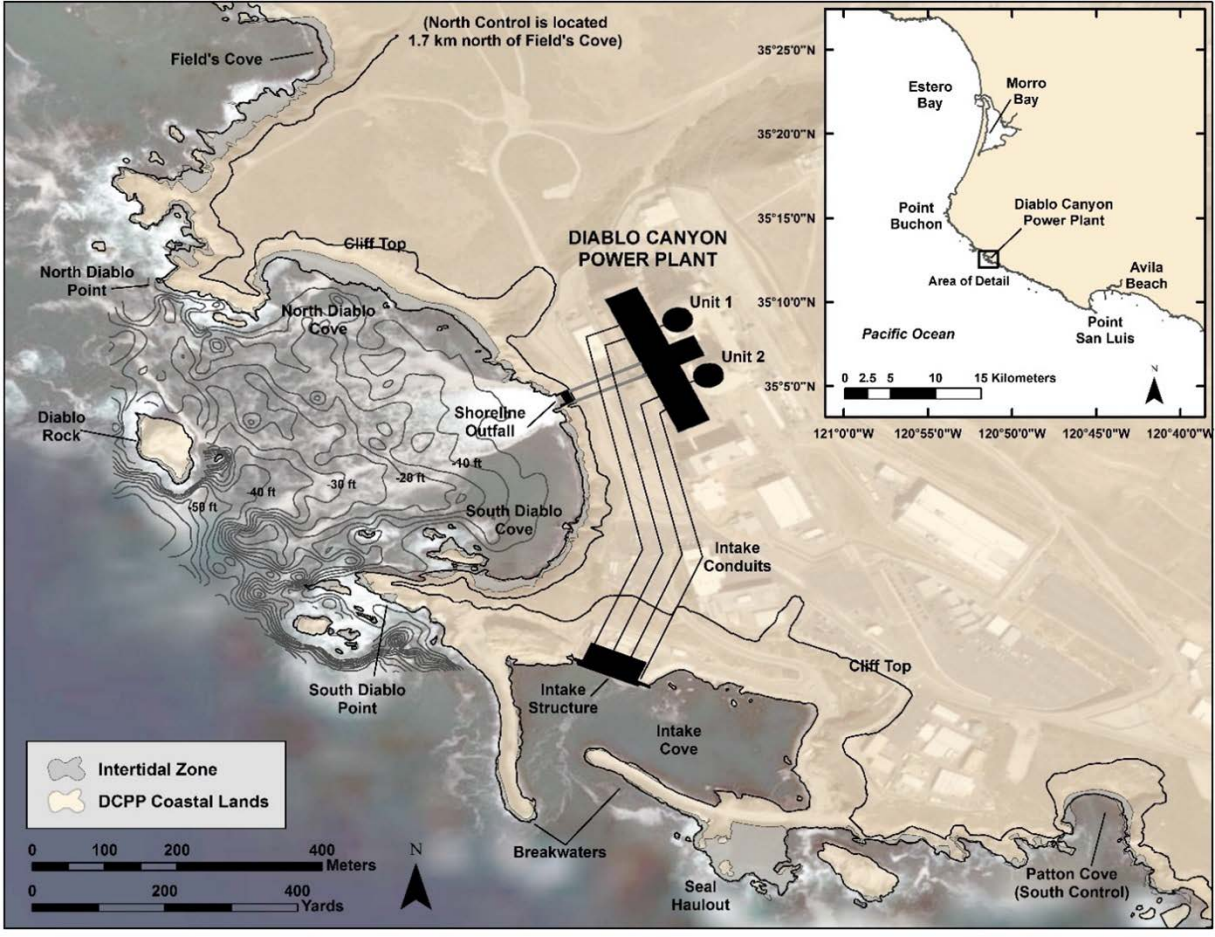 (North Control is located
1.7 km north of Field's Cove)
Field's Cove
Cliff Top
North Diablo
Point
North Diablo
Cove
DIABLO CANYON
POWER PLANT
Unit 1
Unit 2
Shoreline
Outfall
Diablo
Rock
-10 ft
-20 ft
-30 ft
-40 ft
-50 ft
South Diablo
Cove
Intake
Conduits
South Diablo
Point
Intake
Structure
Intake
Cove
Cliff Top
Breakwaters
Seal
Haulout
Patton Cove
(South Control)
Intertidal Zone
DCPP Coastal Lands
0 100 200 400
Meters
0 200 400
Yards
N
35°25'0"N
35°20'0"N
35°15'0"N
35°10'0"N
35°5'0"N
Estero
Bay
Morro
Bay
Point
Buchon
Diablo Canyon
Power Plant
Area of Detail
Avila
Beach
Point
San Luis
Pacific Ocean
0 2.5 5 10 15 Kilometers
N
121°0'0"W 120°55'0"W 120°50'0"W 120°45'0"W 120°40'0"W